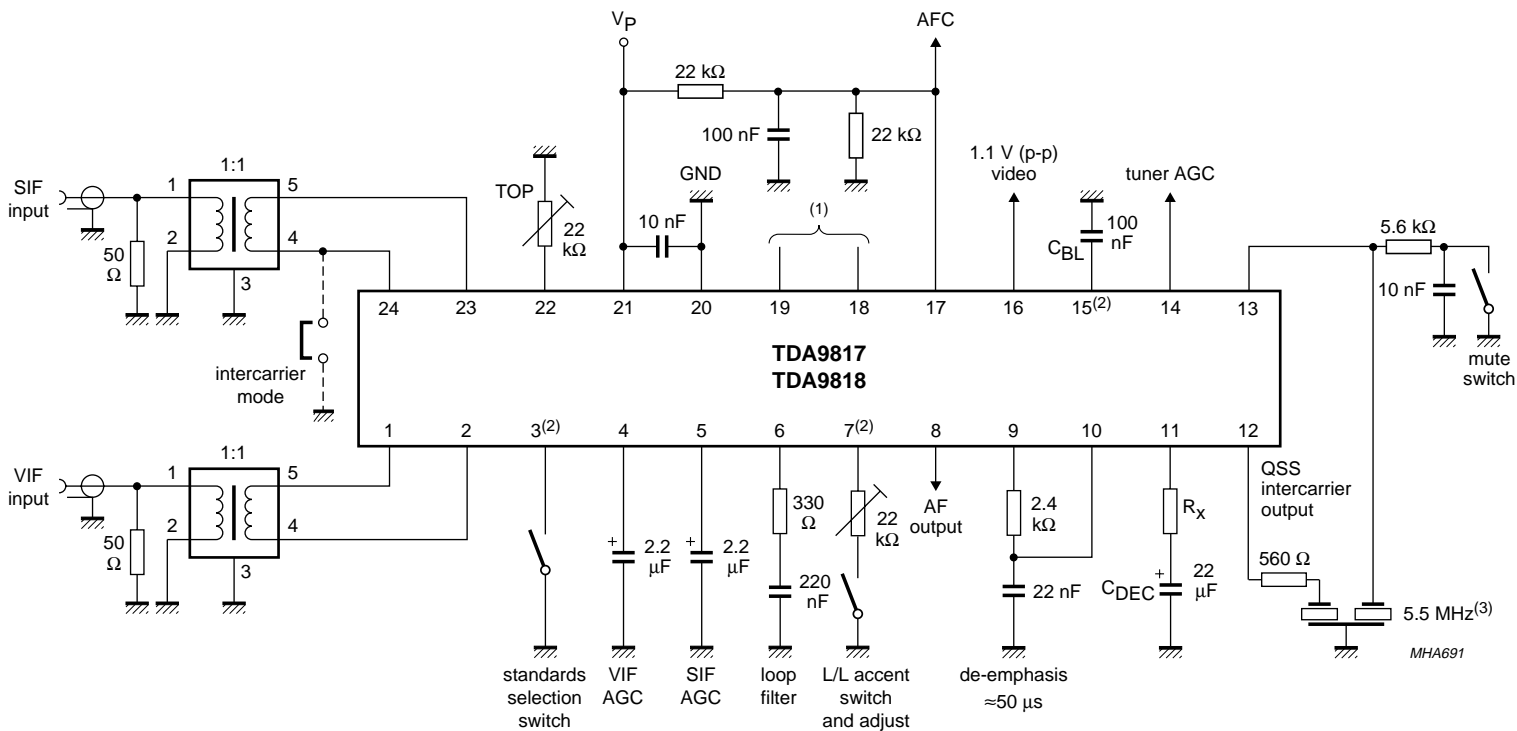 VP
AFC
22 kΩ
100 nF
22 kΩ
1:1
SIF
input
1
5
2
4
3
50
Ω
TOP
22
kΩ
GND
10 nF
(1)
1.1 V (p-p)
video
CBL
100
nF
tuner AGC
5.6 kΩ
10 nF
mute
switch
intercarrier
mode
24
23
22
21
20
19
18
17
16
15(2)
14
13
TDA9817
TDA9818
1
2
3(2)
4
5
6
7(2)
8
9
10
11
12
1:1
VIF
input
1
5
2
4
3
50
Ω
+
2.2
μF
+
2.2
μF
330
Ω
220
nF
22
kΩ
AF
output
2.4
kΩ
22 nF
Rx
CDEC
+
22
μF
QSS
intercarrier
output
560 Ω
5.5 MHz(3)
MHA691
standards
selection
switch
VIF
AGC
SIF
AGC
loop
filter
L/L accent
switch
and adjust
de-emphasis
≈50 μs